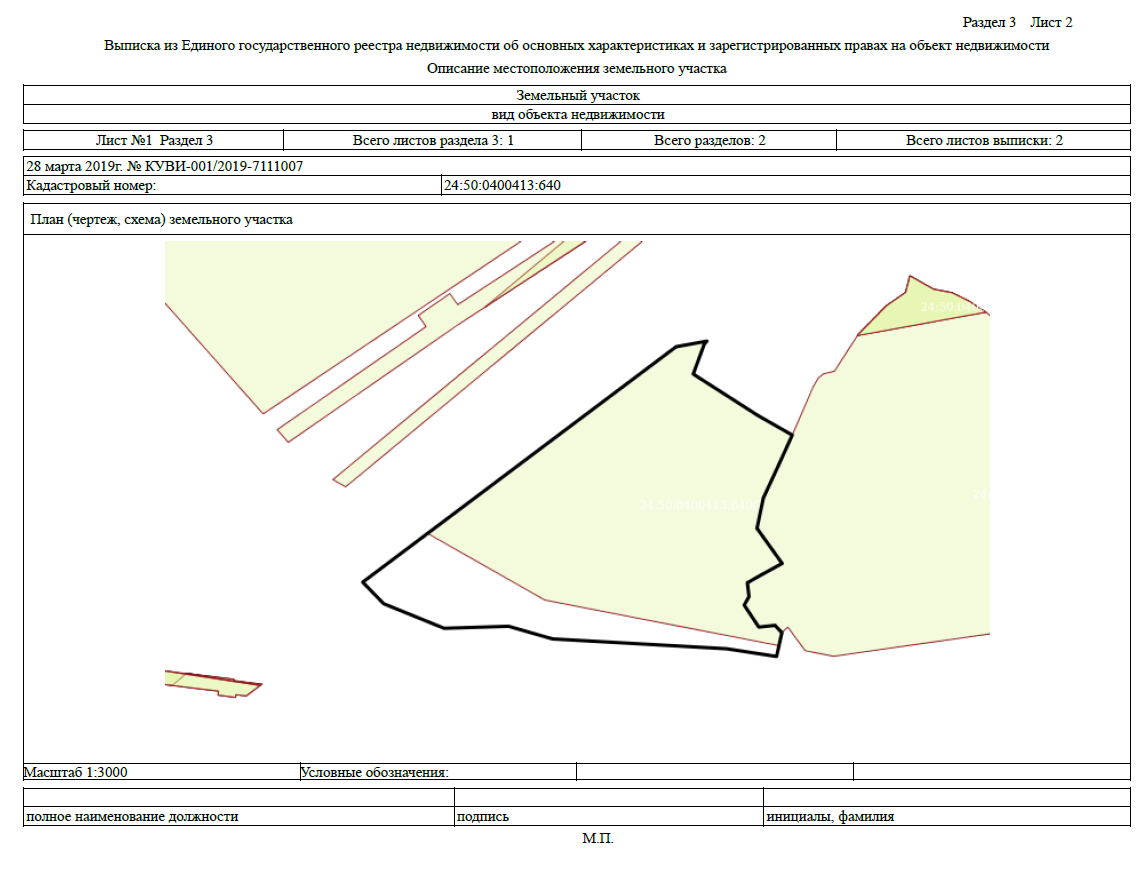 Раздел 3 Лист 2
Выписка из Единого государственного реестра недвижимости об основных характеристиках и зарегистрированных правах на объект недвижимости
Описание местоположения земельного участка
Земельный участок
вид объекта недвижимости
Лист №1 Раздел 3 Всего листов раздела 3: 1 Всего разделов: 2 Всего листов выписки: 2
28 марта 2019г. № КУВИ-001/2019-7111007
Кадастровый номер: 24:50:0400413:640
План (чертеж, схема) земельного участка
24:50:0400413:640
Масштаб 1:3000 Условные обозначения:
полное наименование должности подпись инициалы, фамилия
М.П.